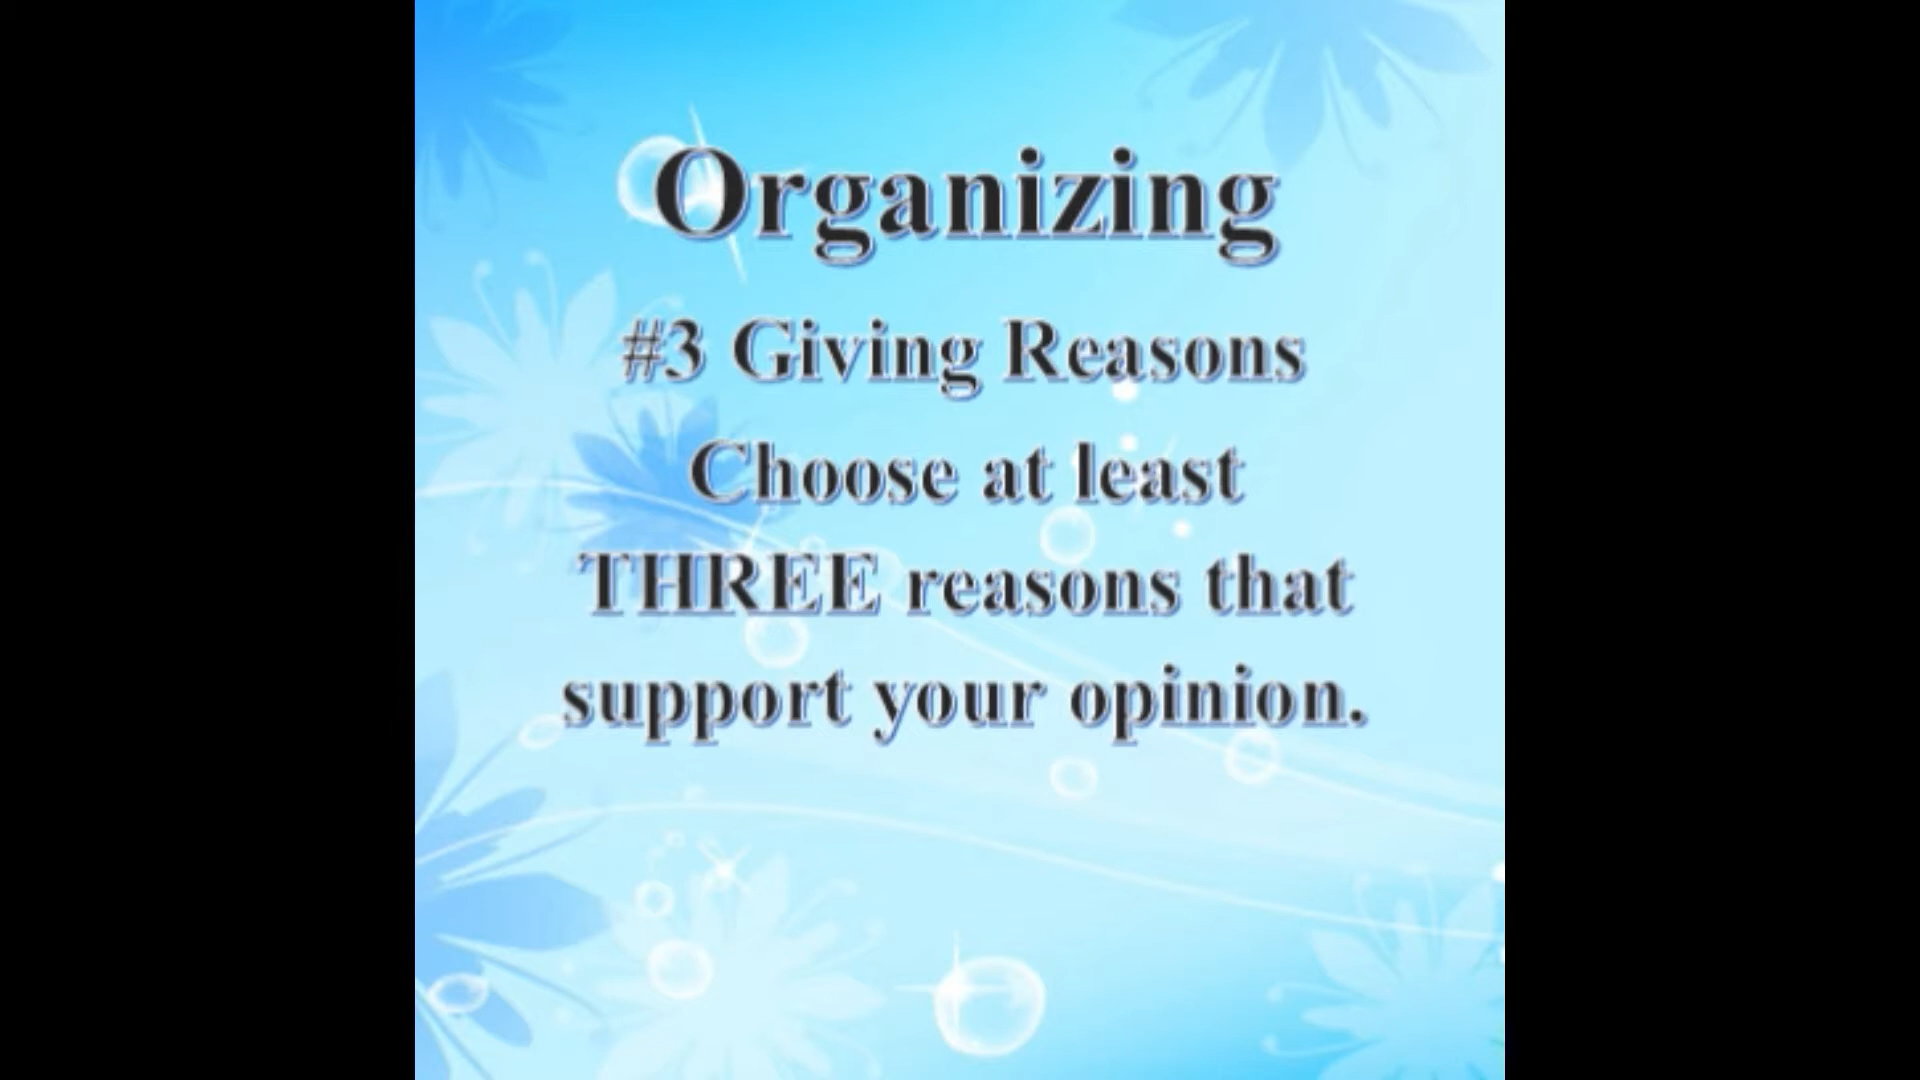 Organizing
#3 Giving Reasons
Choose at least
THREE reasons that
support your opinion.